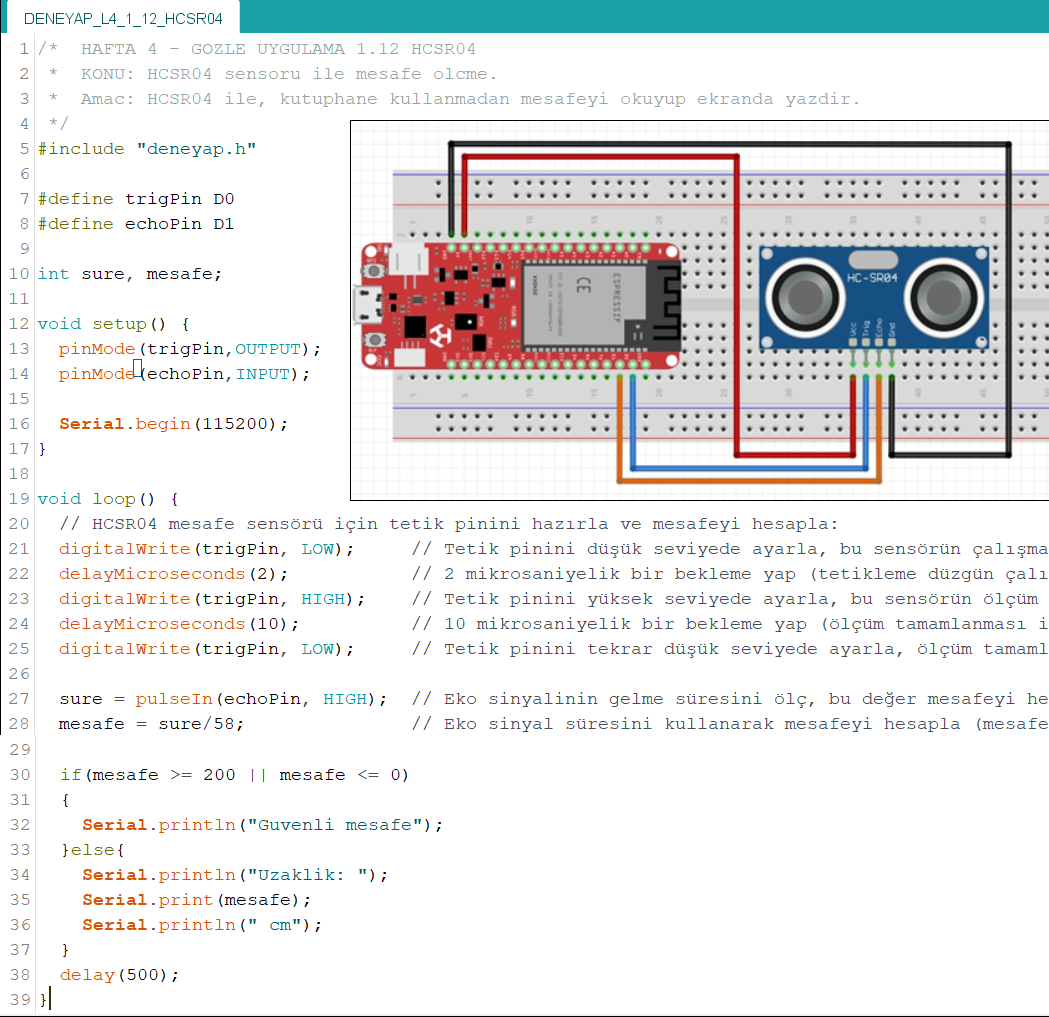 DENEYAP_L4_1_12_HCSR04
1 /*  HAFTA 4 - GOZLE UYGULAMA 1.12 HCSR04
2  *  KONU: HCSR04 sensoru ile mesafe olcme.
3  *  Amac: HCSR04 ile, kutuphane kullanmadan mesafeyi okuyup ekranda yazdir.
4  */
5 #include "deneyap.h"
6
7 #define trigPin D0
8 #define echoPin D1
9
10 int sure, mesafe;
11
12 void setup() {
13   pinMode(trigPin,OUTPUT);
14   pinMode(echoPin,INPUT);
15
16   Serial.begin(115200);
17 }
18
19 void loop() {
20   // HCSR04 mesafe sensörü için tetik pinini hazırla ve mesafeyi hesapla:
21   digitalWrite(trigPin, LOW);     // Tetik pinini düşük seviyede ayarla, bu sensörün çalışma
22   delayMicroseconds(2);           // 2 mikrosaniyelik bir bekleme yap (tetikleme düzgün çalı
23   digitalWrite(trigPin, HIGH);    // Tetik pinini yüksek seviyede ayarla, bu sensörün ölçüm
24   delayMicroseconds(10);          // 10 mikrosaniyelik bir bekleme yap (ölçüm tamamlanması i
25   digitalWrite(trigPin, LOW);     // Tetik pinini tekrar düşük seviyede ayarla, ölçüm tamaml
26
27   sure = pulseIn(echoPin, HIGH);  // Eko sinyalinin gelme süresini ölç, bu değer mesafeyi he
28   mesafe = sure/58;               // Eko sinyal süresini kullanarak mesafeyi hesapla (mesafe
29
30   if(mesafe >= 200 || mesafe <= 0)
31   {
32     Serial.println("Guvenli mesafe");
33   }else{
34     Serial.println("Uzaklik: ");
35     Serial.print(mesafe);
36     Serial.println(" cm");
37   }
38   delay(500);
39 }
HC-SR04
Vcc
Trig
Echo
Gnd
CE
ESPRESSIF